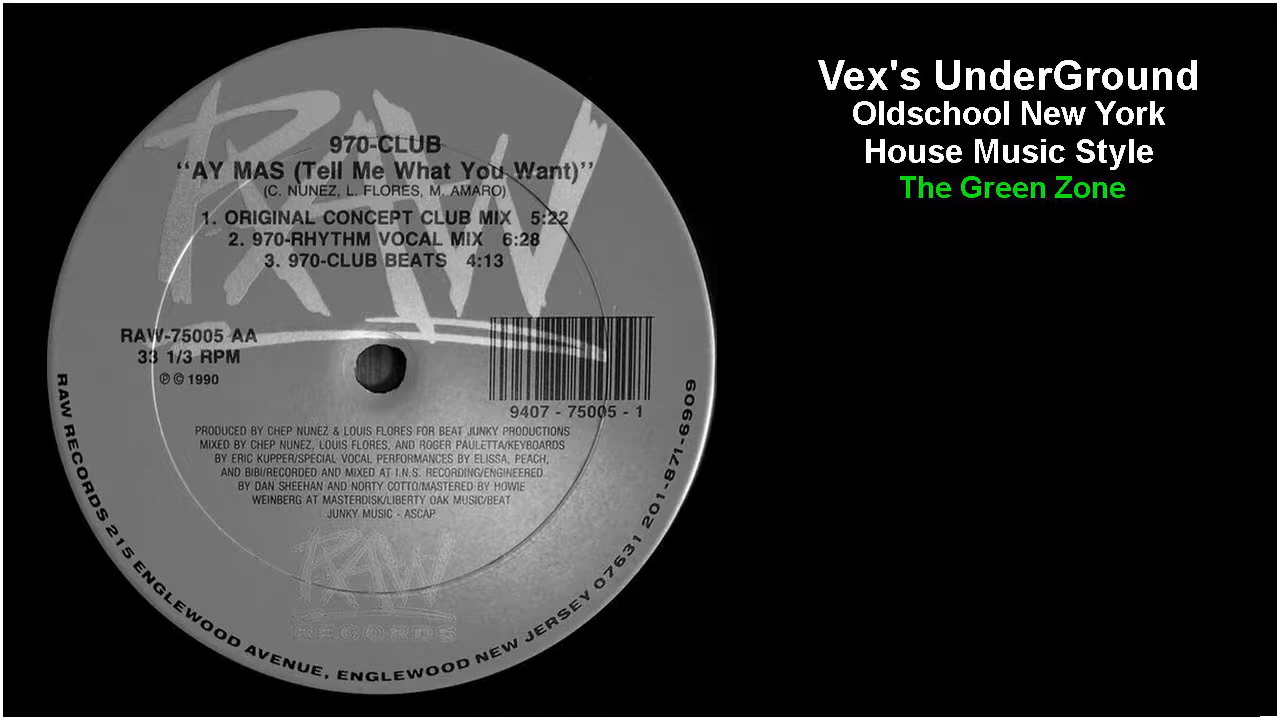 RAW
970-CLUB
“AY MAS (Tell Me What You Want)”
(C. NUNEZ, L. FLORES, M. AMARO)
1. ORIGINAL CONCEPT CLUB MIX 5:22
2. 970-RHYTHM VOCAL MIX 6:28
3. 970-CLUB BEATS 4:13
RAW-75005 AA
33 1/3 RPM
℗ © 1990
9407 - 75005 - 1
PRODUCED BY CHEP NUNEZ & LOUIS FLORES FOR BEAT JUNKY PRODUCTIONS
MIXED BY CHEP NUNEZ, LOUIS FLORES, AND ROGER PAULETTA/KEYBOARDS
BY ERIC KUPPER/SPECIAL VOCAL PERFORMANCES BY ELISSA, PEACH,
AND BIBI/RECORDED AND MIXED AT I.N.S. RECORDING/ENGINEERED
BY DAN SHEEHAN AND NORTY COTTO/MASTERED BY HOWIE
WEINBERG AT MASTERDISK/LIBERTY OAK MUSIC/BEAT
JUNKY MUSIC - ASCAP
RAW
RECORDS
RAW RECORDS 215 ENGLEWOOD AVENUE, ENGLEWOOD NEW JERSEY 07631 201-871-6909
Vex's UnderGround
Oldschool New York
House Music Style
The Green Zone